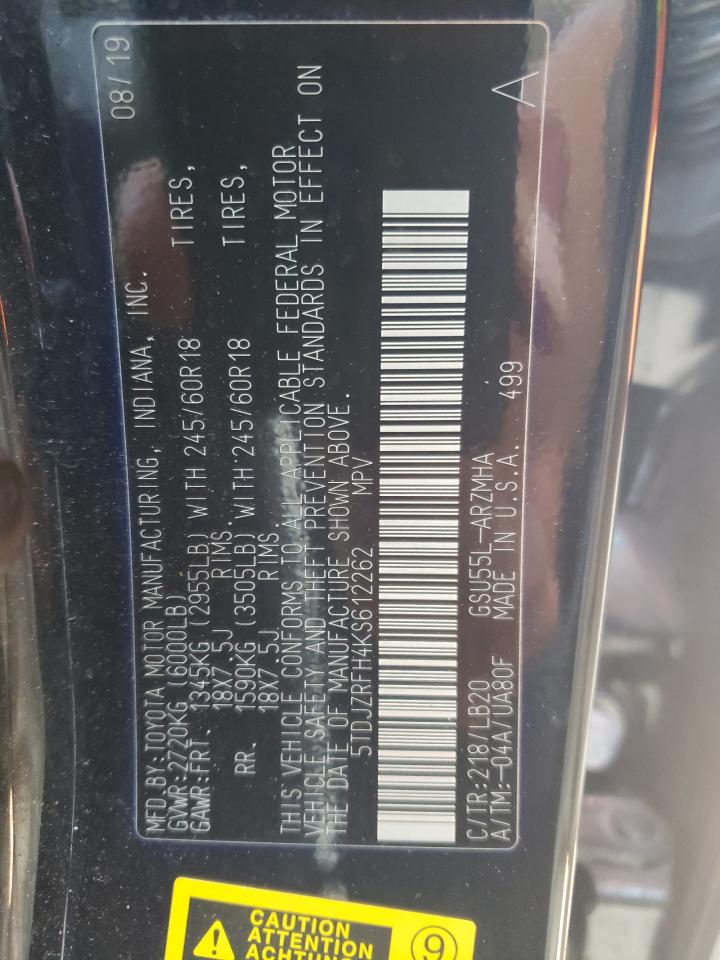 MFD.BY:TOYOTA MOTOR MANUFACTURING, INDIANA, INC. 08/19
GVWR:2720KG (6000LB)
GAWR:FRT. 1345KG (2955LB) WITH 245/60R18 TIRES,
18X7.5J RIMS.
RR. 1590KG (3505LB) WITH 245/60R18 TIRES,
18X7.5J RIMS.
THIS VEHICLE CONFORMS TO ALL APPLICABLE FEDERAL MOTOR
VEHICLE SAFETY AND THEFT PREVENTION STANDARDS IN EFFECT ON
THE DATE OF MANUFACTURE SHOWN ABOVE.
5TDJZRFH4KS612262 MPV
C/TR:218/LB20 GSU55L-ARZMHA
A/TM:-04A/UA80F MADE IN U.S.A. 499 A
CAUTION
ATTENTION
ACHTUNG
9